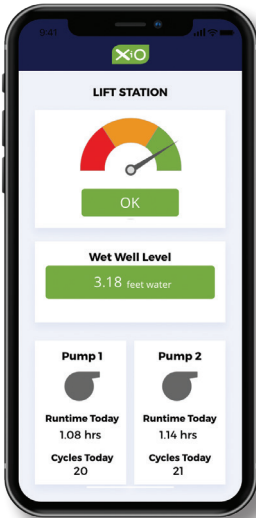 9:41
XiO
LIFT STATION
OK
Wet Well Level
3.18 feet water
Pump 1
Pump 2
Runtime Today
Runtime Today
1.08 hrs
1.14 hrs
Cycles Today
Cycles Today
20
21